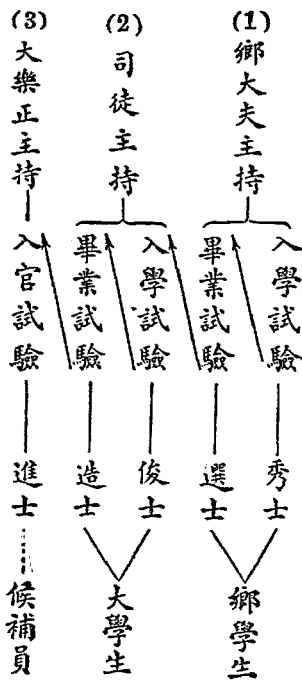 (1)
鄉大夫主持
入學試驗
秀士
畢業試驗
選士
鄉學生
(2)
司徒主持
入學試驗
俊士
畢業試驗
造士
大學生
(3)
大樂正主持
入官試驗
進士
候補員